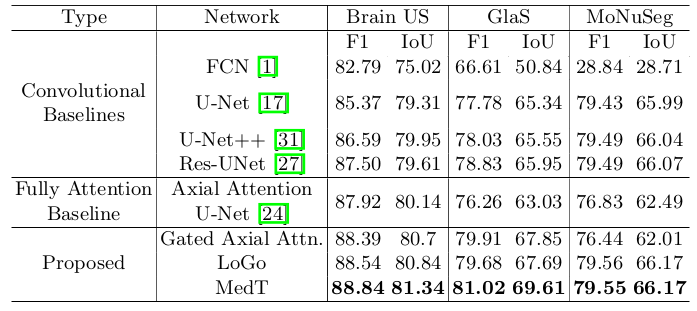 Type Network Brain US GlaS MoNuSeg
F1 IoU F1 IoU F1 IoU
Convolutional Baselines
FCN [1] 82.79 75.02 66.61 50.84 28.84 28.71
U-Net [17] 85.37 79.31 77.78 65.34 79.43 65.99
U-Net++ [31] 86.59 79.95 78.03 65.55 79.49 66.04
Res-UNet [27] 87.50 79.61 78.83 65.95 79.49 66.07
Fully Attention Baseline
Axial Attention U-Net [24] 87.92 80.14 76.26 63.03 76.83 62.49
Proposed
Gated Axial Attn. 88.39 80.7 79.91 67.85 76.44 62.01
LoGo 88.54 80.84 79.68 67.69 79.56 66.17
MedT 88.84 81.34 81.02 69.61 79.55 66.17